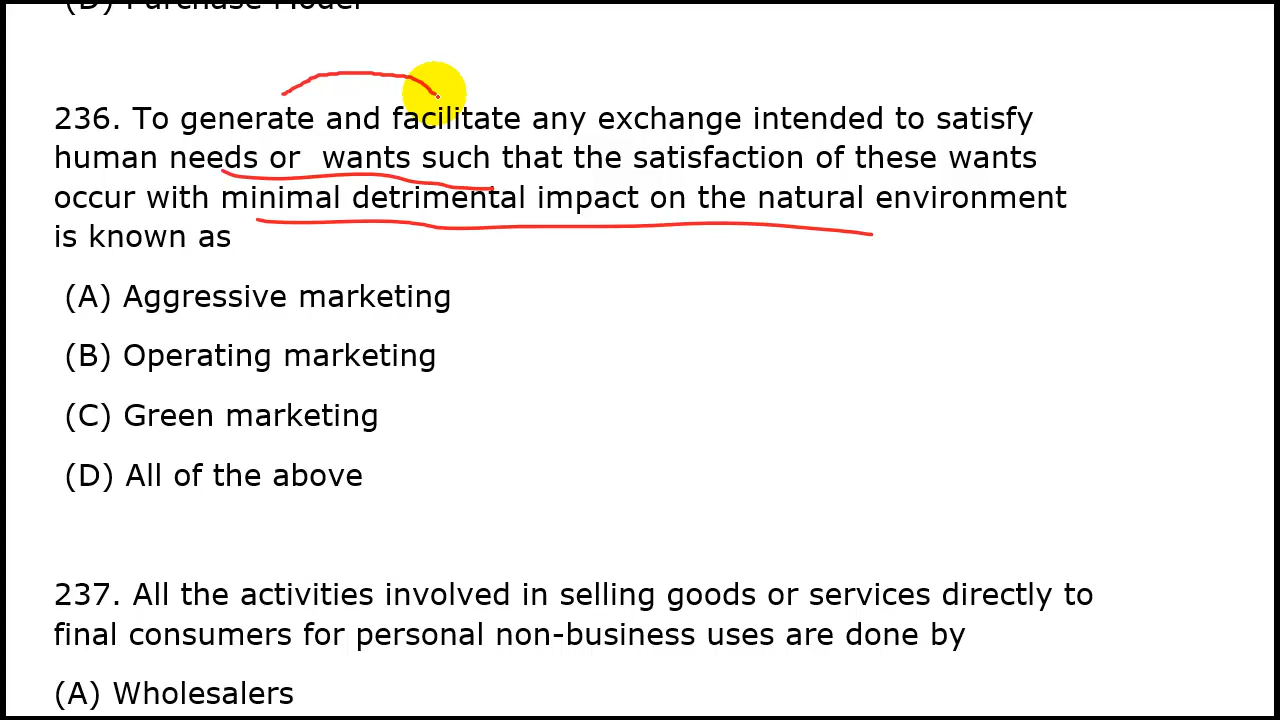 (D) Purchase Model
236. To generate and facilitate any exchange intended to satisfy
human needs or  wants such that the satisfaction of these wants
occur with minimal detrimental impact on the natural environment
is known as
(A) Aggressive marketing
(B) Operating marketing
(C) Green marketing
(D) All of the above
237. All the activities involved in selling goods or services directly to
final consumers for personal non-business uses are done by
(A) Wholesalers